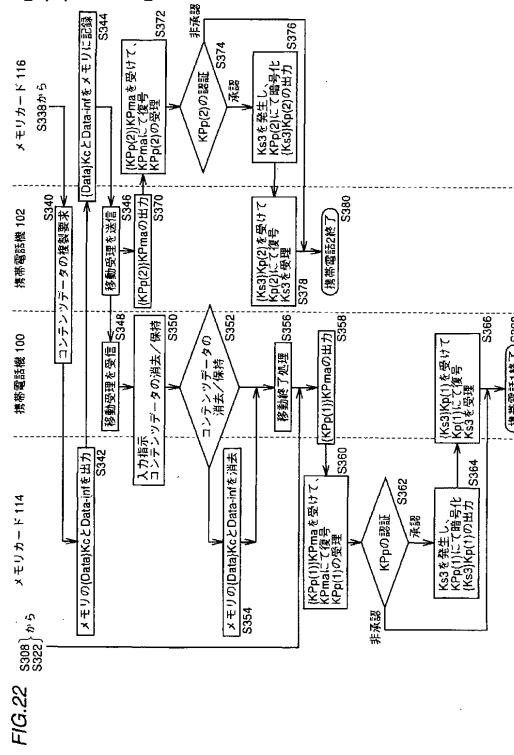 FIG.22
メモリカード 114
携帯電話機 100
携帯電話機 102
メモリカード 116
S308
S322
から
S338から
コンテンツデータの複製要求
S340
メモリの{Data}KcとData-infを出力
S342
{Data}KcとData-infをメモリに記録
S344
移動受理を送信
S346
移動受理を受信
S348
入力指示
コンテンツデータの消去/保持
S350
コンテンツデータの
消去/保持
S352
メモリの{Data}KcとData-infを消去
S354
移動終了処理
S356
{KPp(1)}KPmaの出力
S358
{KPp(1)}KPmaを受けて、
KPmaにて復号
KPp(1)の受理
S360
KPpの認証
S362
非承認
承認
Ks3を発生し、
KPp(1)にて暗号化
{Ks3}Kp(1)の出力
S364
{Ks3}Kp(1)を受けて
Kp(1)にて復号
Ks3を受理
S366
携帯電話1終了
{KPp(2)}KPmaの出力
S370
{KPp(2)}KPmaを受けて、
KPmaにて復号
KPp(2)の受理
S372
KPp(2)の認証
S374
非承認
承認
Ks3を発生し、
KPp(2)にて暗号化
{Ks3}Kp(2)の出力
S376
{Ks3}Kp(2)を受けて
Kp(2)にて復号
Ks3を受理
S378
携帯電話2終了
S380